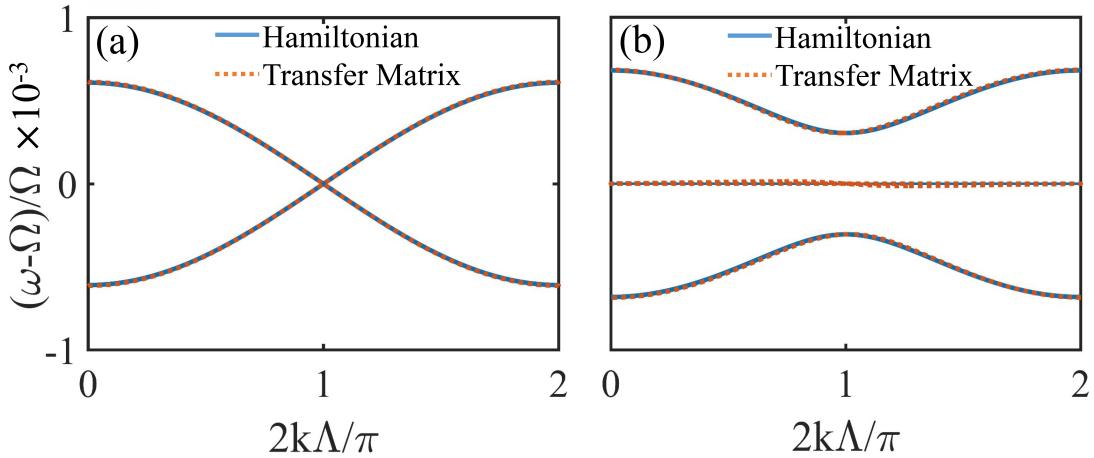 (a)
Hamiltonian
Transfer Matrix
1
0
-1
(ω-Ω)/Ω ×10⁻³
0 1 2
2kΛ/π
(b)
Hamiltonian
Transfer Matrix
0 1 2
2kΛ/π